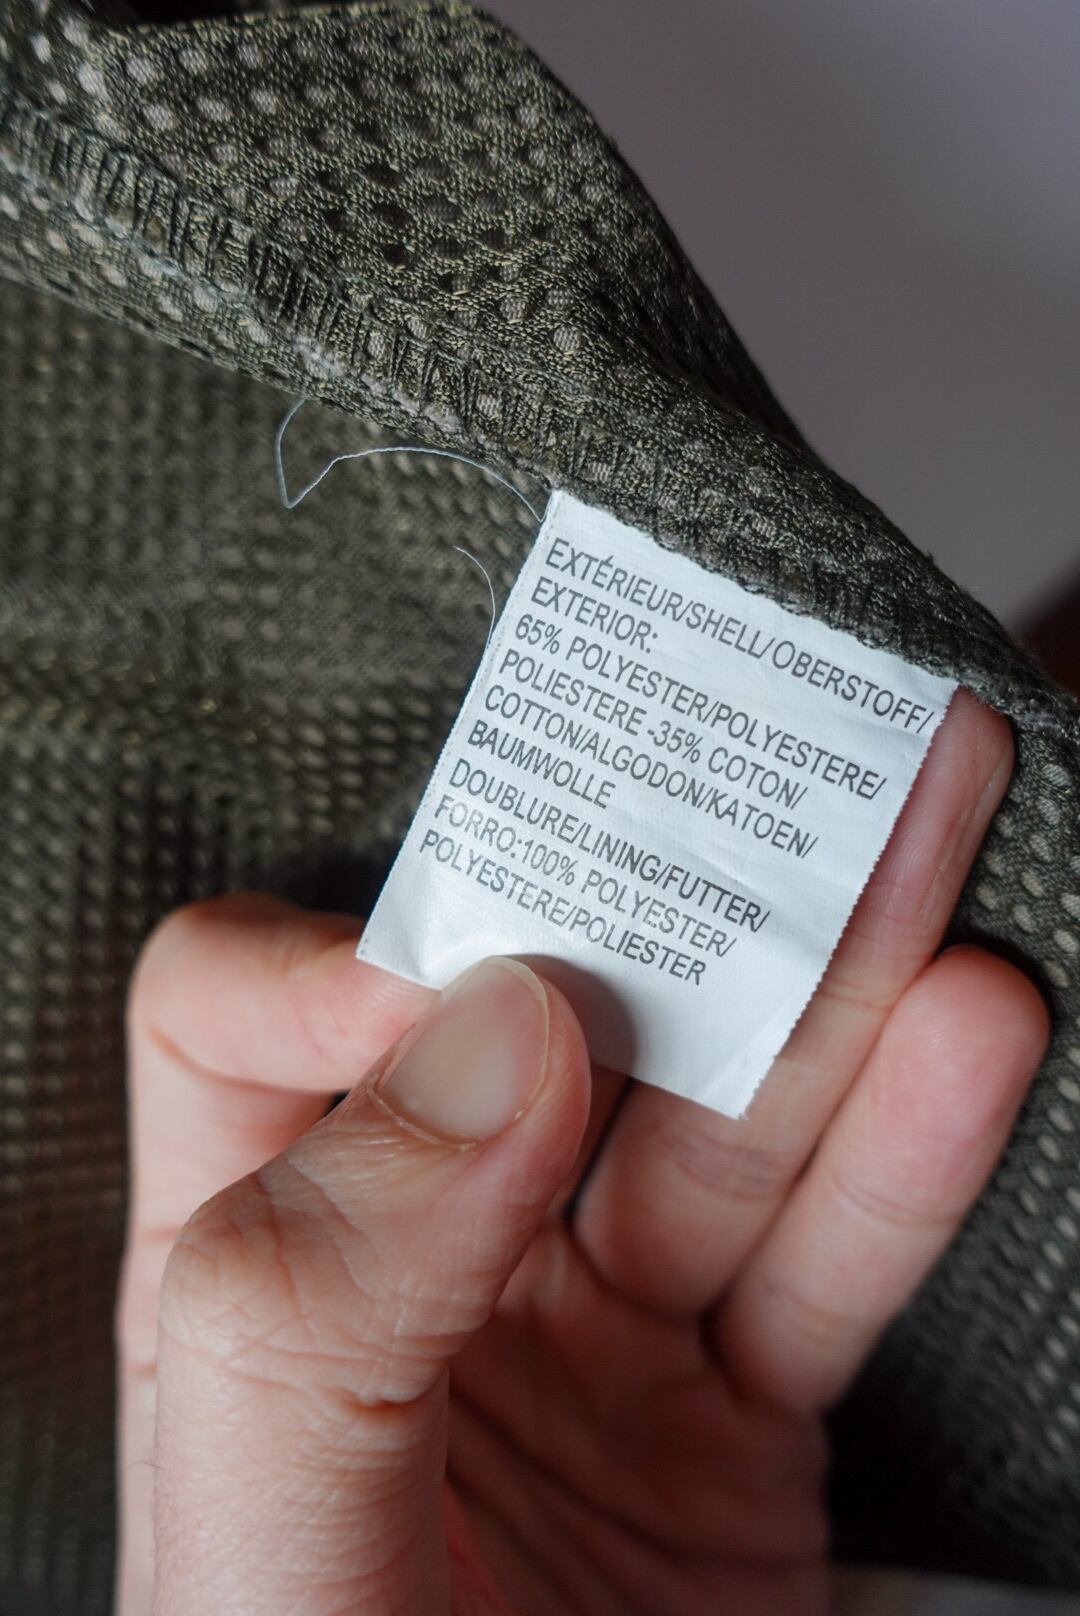 EXTÉRIEUR/SHELL/OBERSTOFF/
EXTERIOR:
65% POLYESTER/POLYESTERE/
POLIESTERE -35% COTON/
COTTON/ALGODON/KATOEN/
BAUMWOLLE
DOUBLURE/LINING/FUTTER/
FORRO:100% POLYESTER/
POLYESTERE/POLIESTER